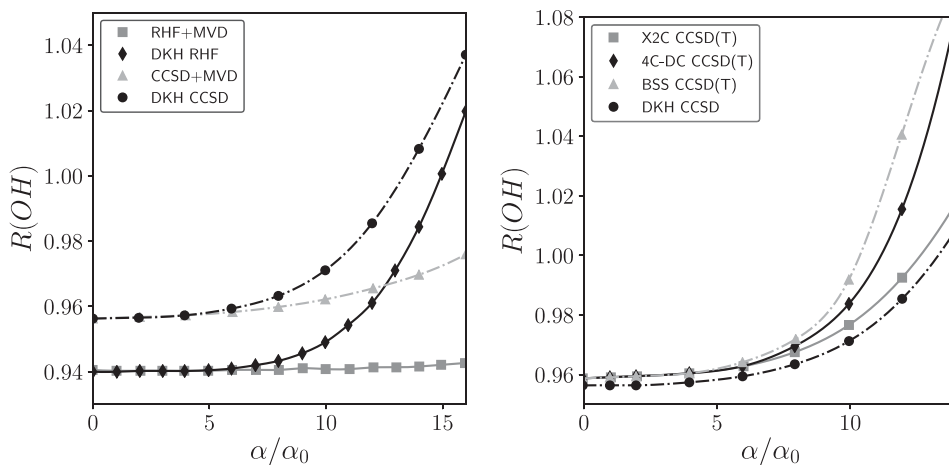 RHF+MVD
DKH RHF
CCSD+MVD
DKH CCSD
1.04
1.02
1.00
0.98
0.96
0.94
R(OH)
0
5
10
15
α/α₀
X2C CCSD(T)
4C-DC CCSD(T)
BSS CCSD(T)
DKH CCSD
1.08
1.06
1.04
1.02
1.00
0.98
0.96
R(OH)
0
5
10
α/α₀